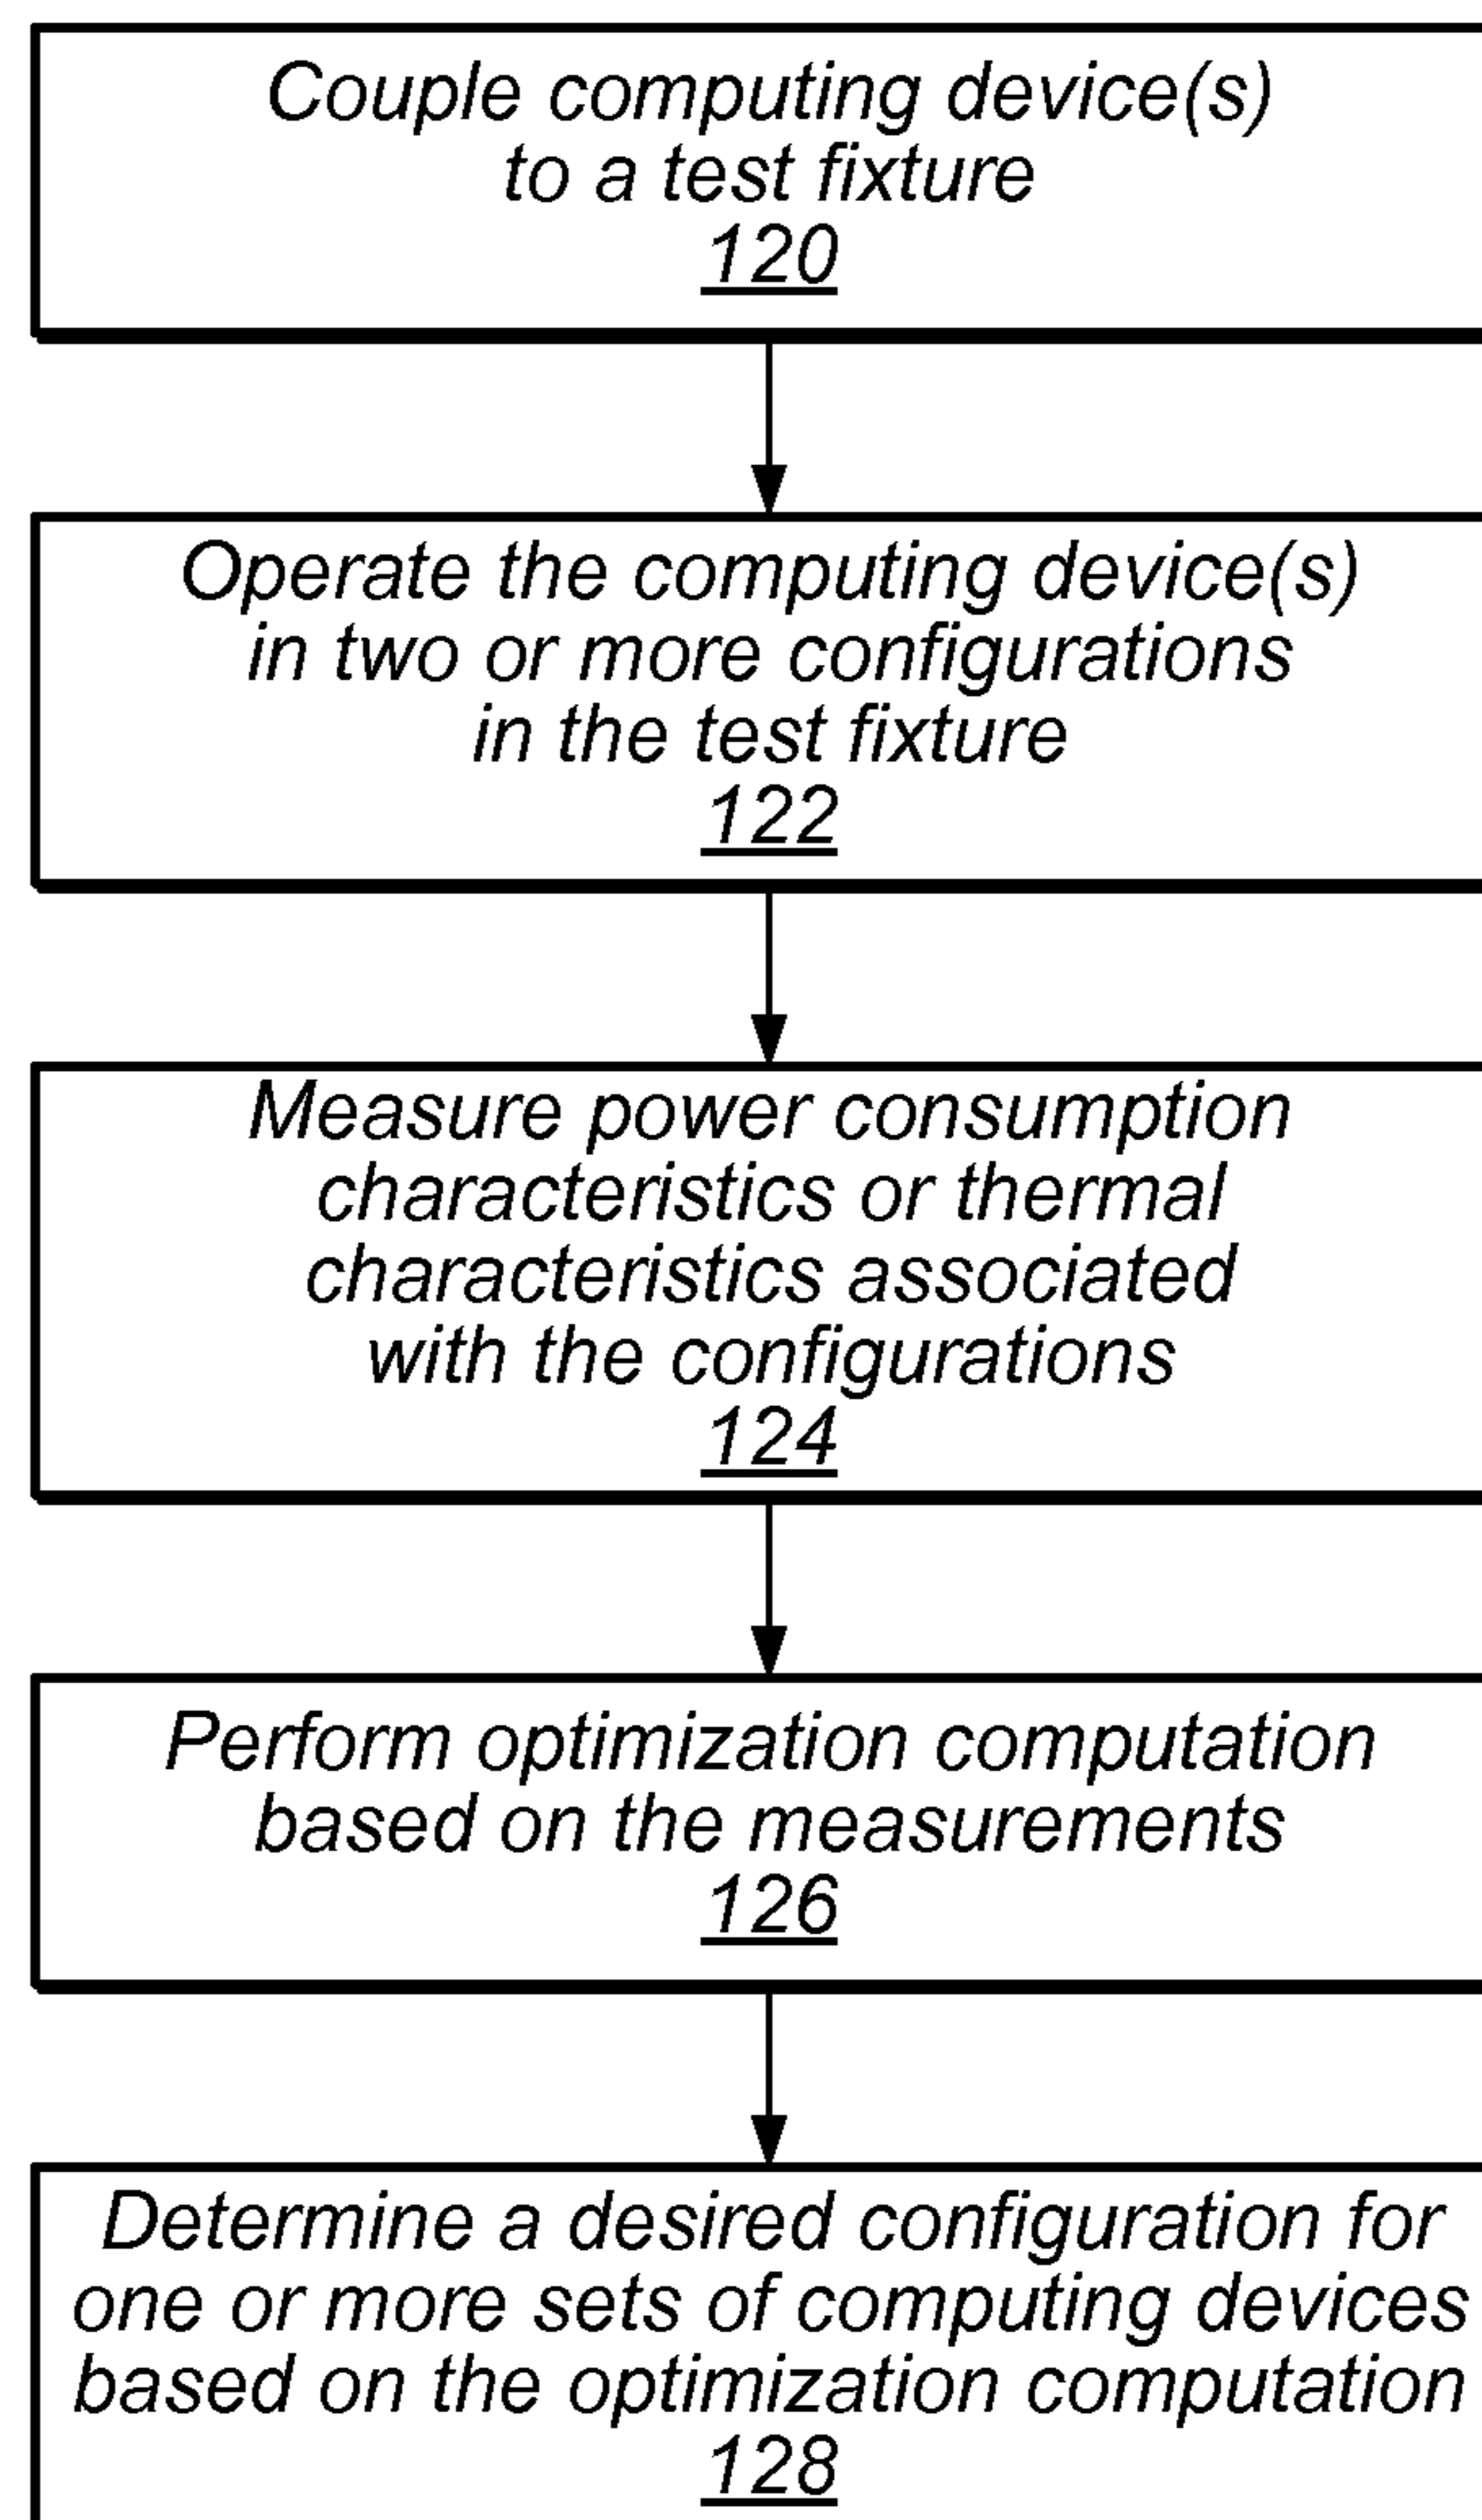 Couple computing device(s)
to a test fixture
120
Operate the computing device(s)
in two or more configurations
in the test fixture
122
Measure power consumption
characteristics or thermal
characteristics associated
with the configurations
124
Perform optimization computation
based on the measurements
126
Determine a desired configuration for
one or more sets of computing devices
based on the optimization computation
128